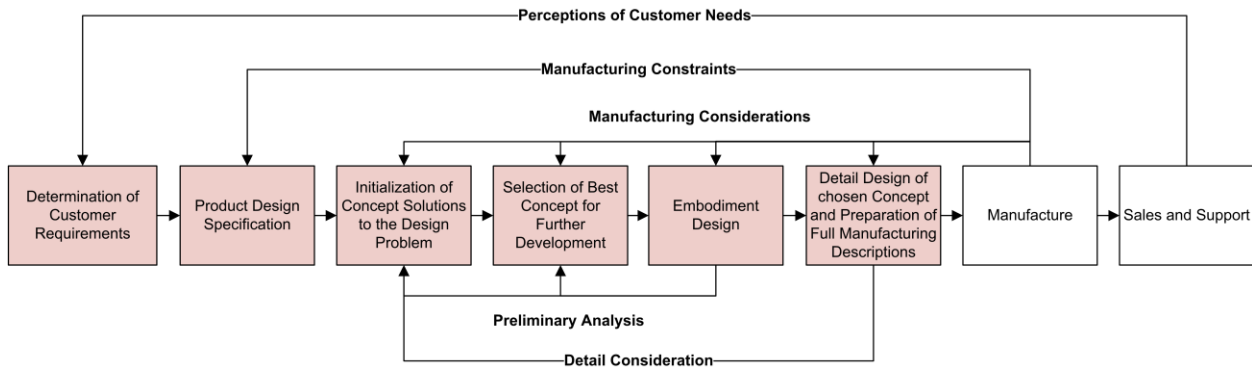 Perceptions of Customer Needs
Manufacturing Constraints
Manufacturing Considerations
Determination of
Customer
Requirements
Product Design
Specification
Initialization of
Concept Solutions
to the Design
Problem
Selection of Best
Concept for
Further
Development
Embodiment
Design
Detail Design of
chosen Concept
and Preparation of
Full Manufacturing
Descriptions
Manufacture
Sales and Support
Preliminary Analysis
Detail Consideration